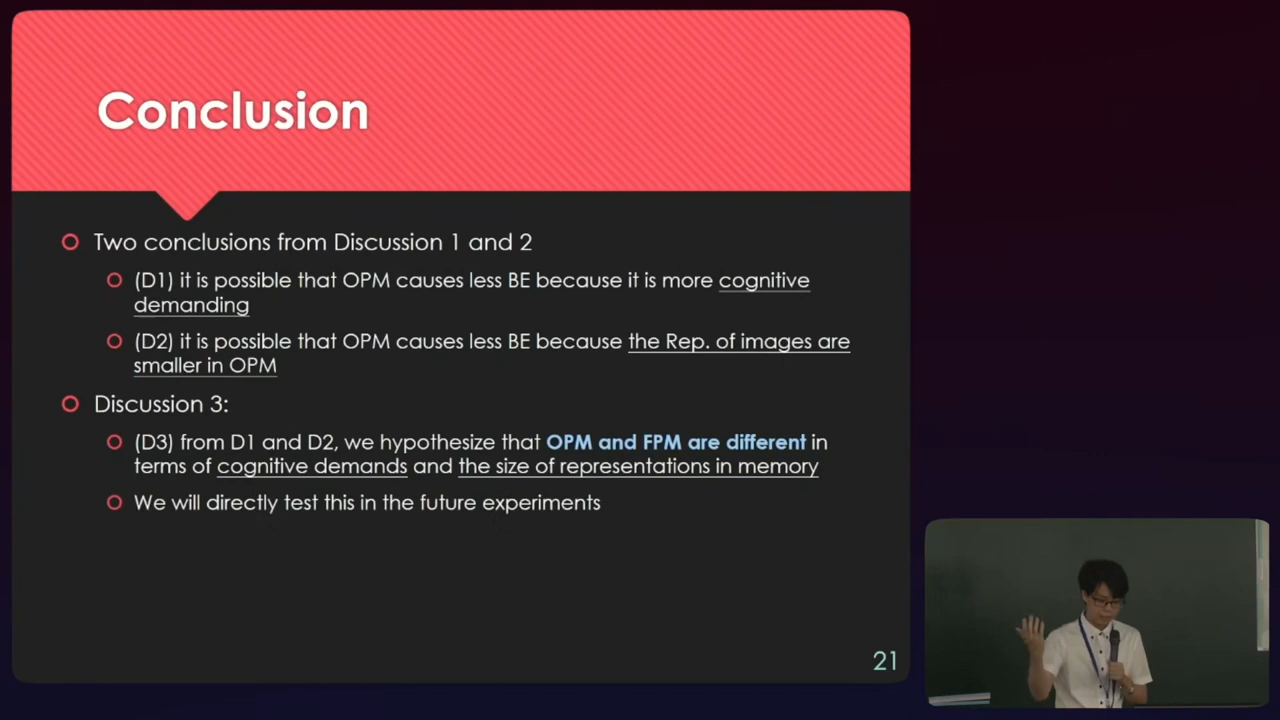 Conclusion
Two conclusions from Discussion 1 and 2
(D1) it is possible that OPM causes less BE because it is more cognitive
demanding
(D2) it is possible that OPM causes less BE because the Rep. of images are
smaller in OPM
Discussion 3:
(D3) from D1 and D2, we hypothesize that OPM and FPM are different in
terms of cognitive demands and the size of representations in memory
We will directly test this in the future experiments
21